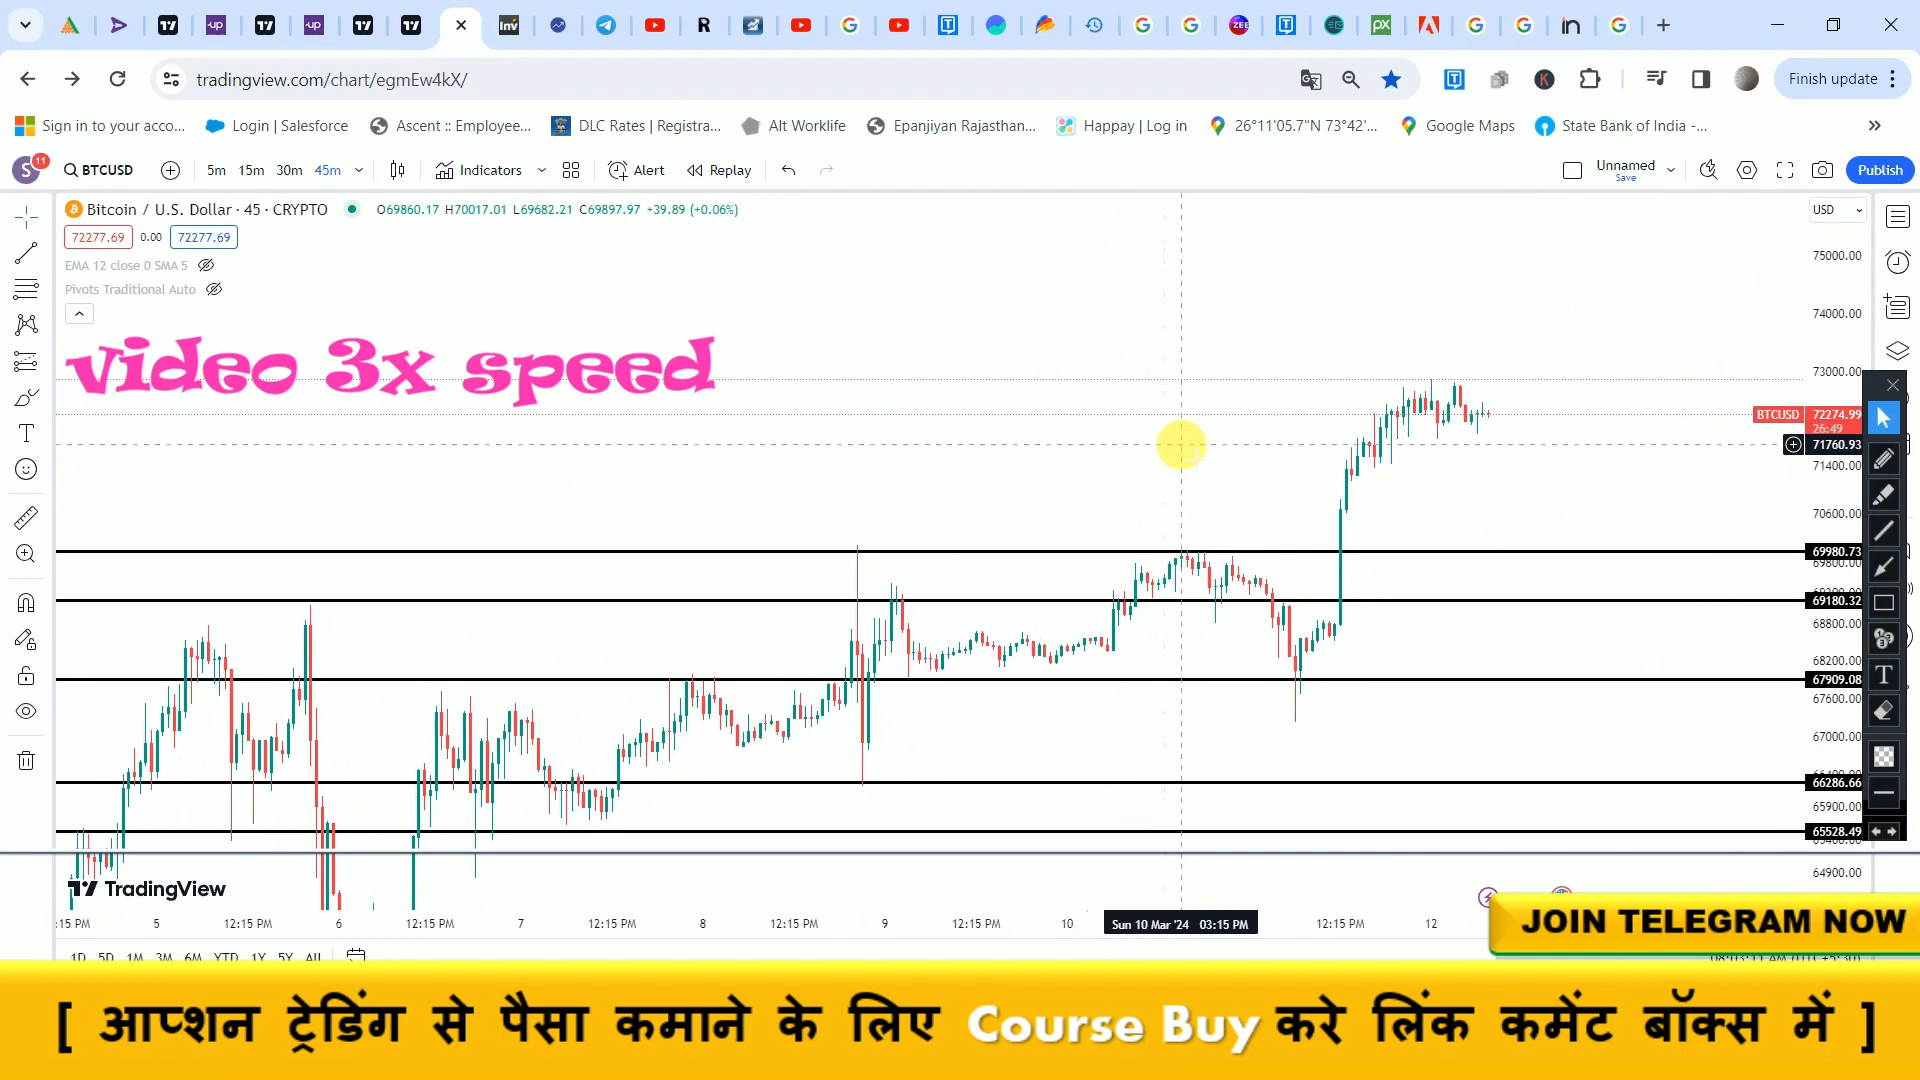 tradingview.com/chart/egmEw4kX/
Finish update
Sign in to your acco...
Login | Salesforce
Ascent :: Employee...
DLC Rates | Registra...
Alt Worklife
Epanjiyan Rajasthan...
Happay | Log in
26°11'05.7"N 73°42'...
Google Maps
State Bank of India -...
S 11
BTCUSD
5m 15m 30m 45m
Indicators
Alert
Replay
Unnamed
Save
Publish
Bitcoin / U.S. Dollar · 45 · CRYPTO
O69860.17 H70017.01 L69682.21 C69897.97 +39.89 (+0.06%)
USD
72277.69 0.00 72277.69
EMA 12 close 0 SMA 5
Pivots Traditional Auto
video 3x speed
75000.00
74000.00
73000.00
BTCUSD 72274.99
26:49
71760.93
71400.00
70600.00
69980.73
69800.00
69180.32
68800.00
68200.00
67909.08
67600.00
67000.00
66286.66
65900.00
65528.49
64900.00
TradingView
:15 PM 5 12:15 PM 6 12:15 PM 7 12:15 PM 8 12:15 PM 9 12:15 PM 10 Sun 10 Mar '24 03:15 PM 12:15 PM 12
JOIN TELEGRAM NOW
1D 5D 1M 3M 6M YTD 1Y 5Y All
[ आप्शन ट्रेडिंग से पैसा कमाने के लिए Course Buy करे लिंक कमेंट बॉक्स में ]